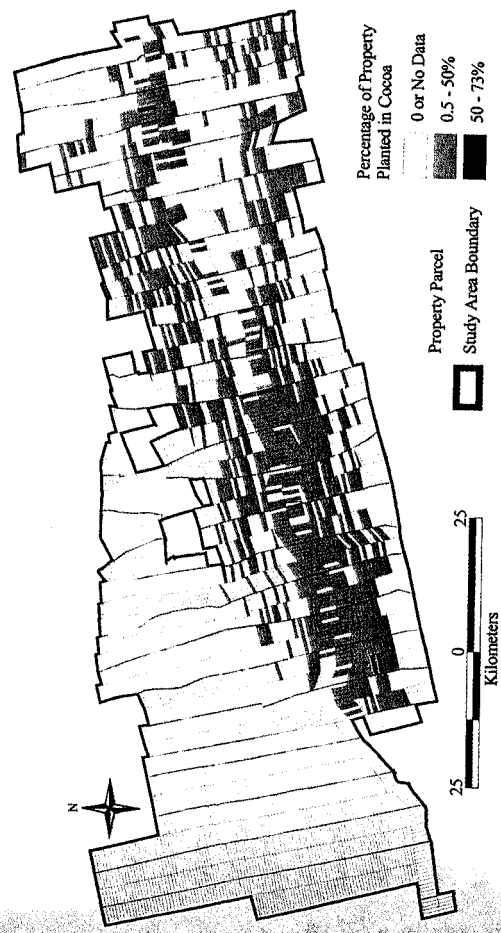 N
Percentage of Property
Planted in Cocoa
0 or No Data
0.5 - 50%
50 - 73%
Property Parcel
Study Area Boundary
25
0
25
Kilometers